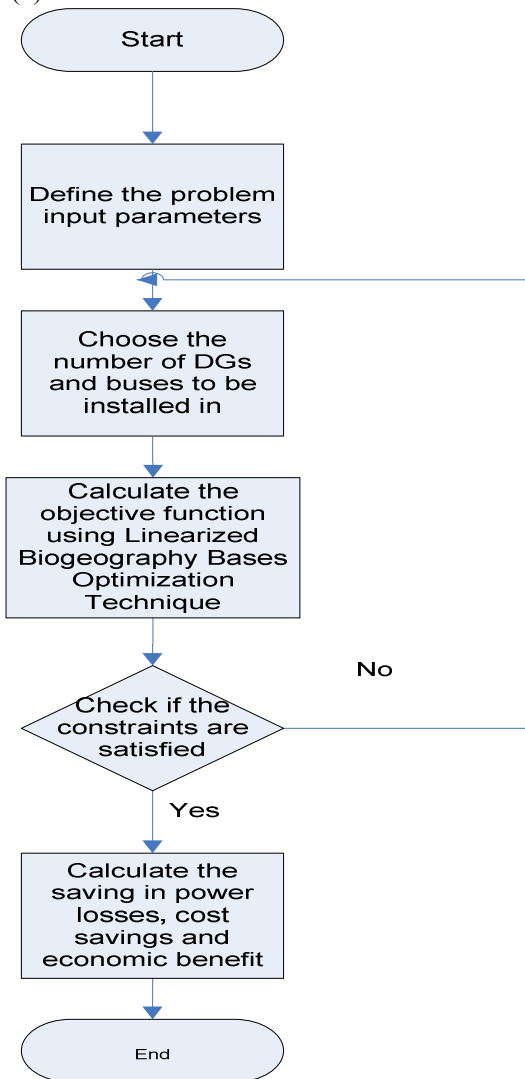 Start
Define the problem
input parameters
Choose the
number of DGs
and buses to be
installed in
Calculate the
objective function
using Linearized
Biogeography Bases
Optimization
Technique
No
Check if the
constraints are
satisfied
Yes
Calculate the
saving in power
losses, cost
savings and
economic benefit
End